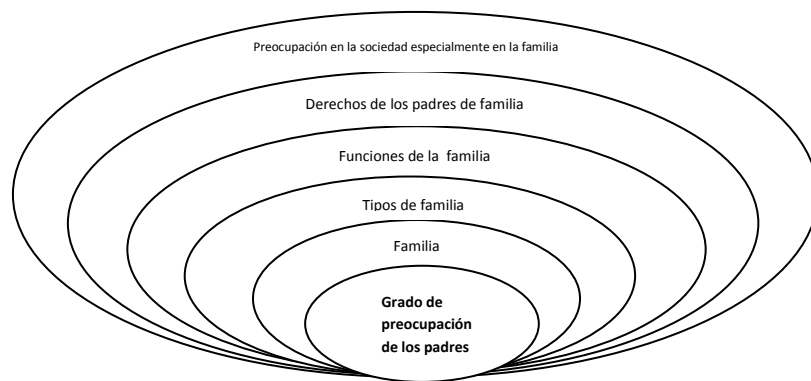 Preocupación en la sociedad especialmente en la familia
Derechos de los padres de familia
Funciones de la familia
Tipos de familia
Familia
Grado de
preocupación
de los padres